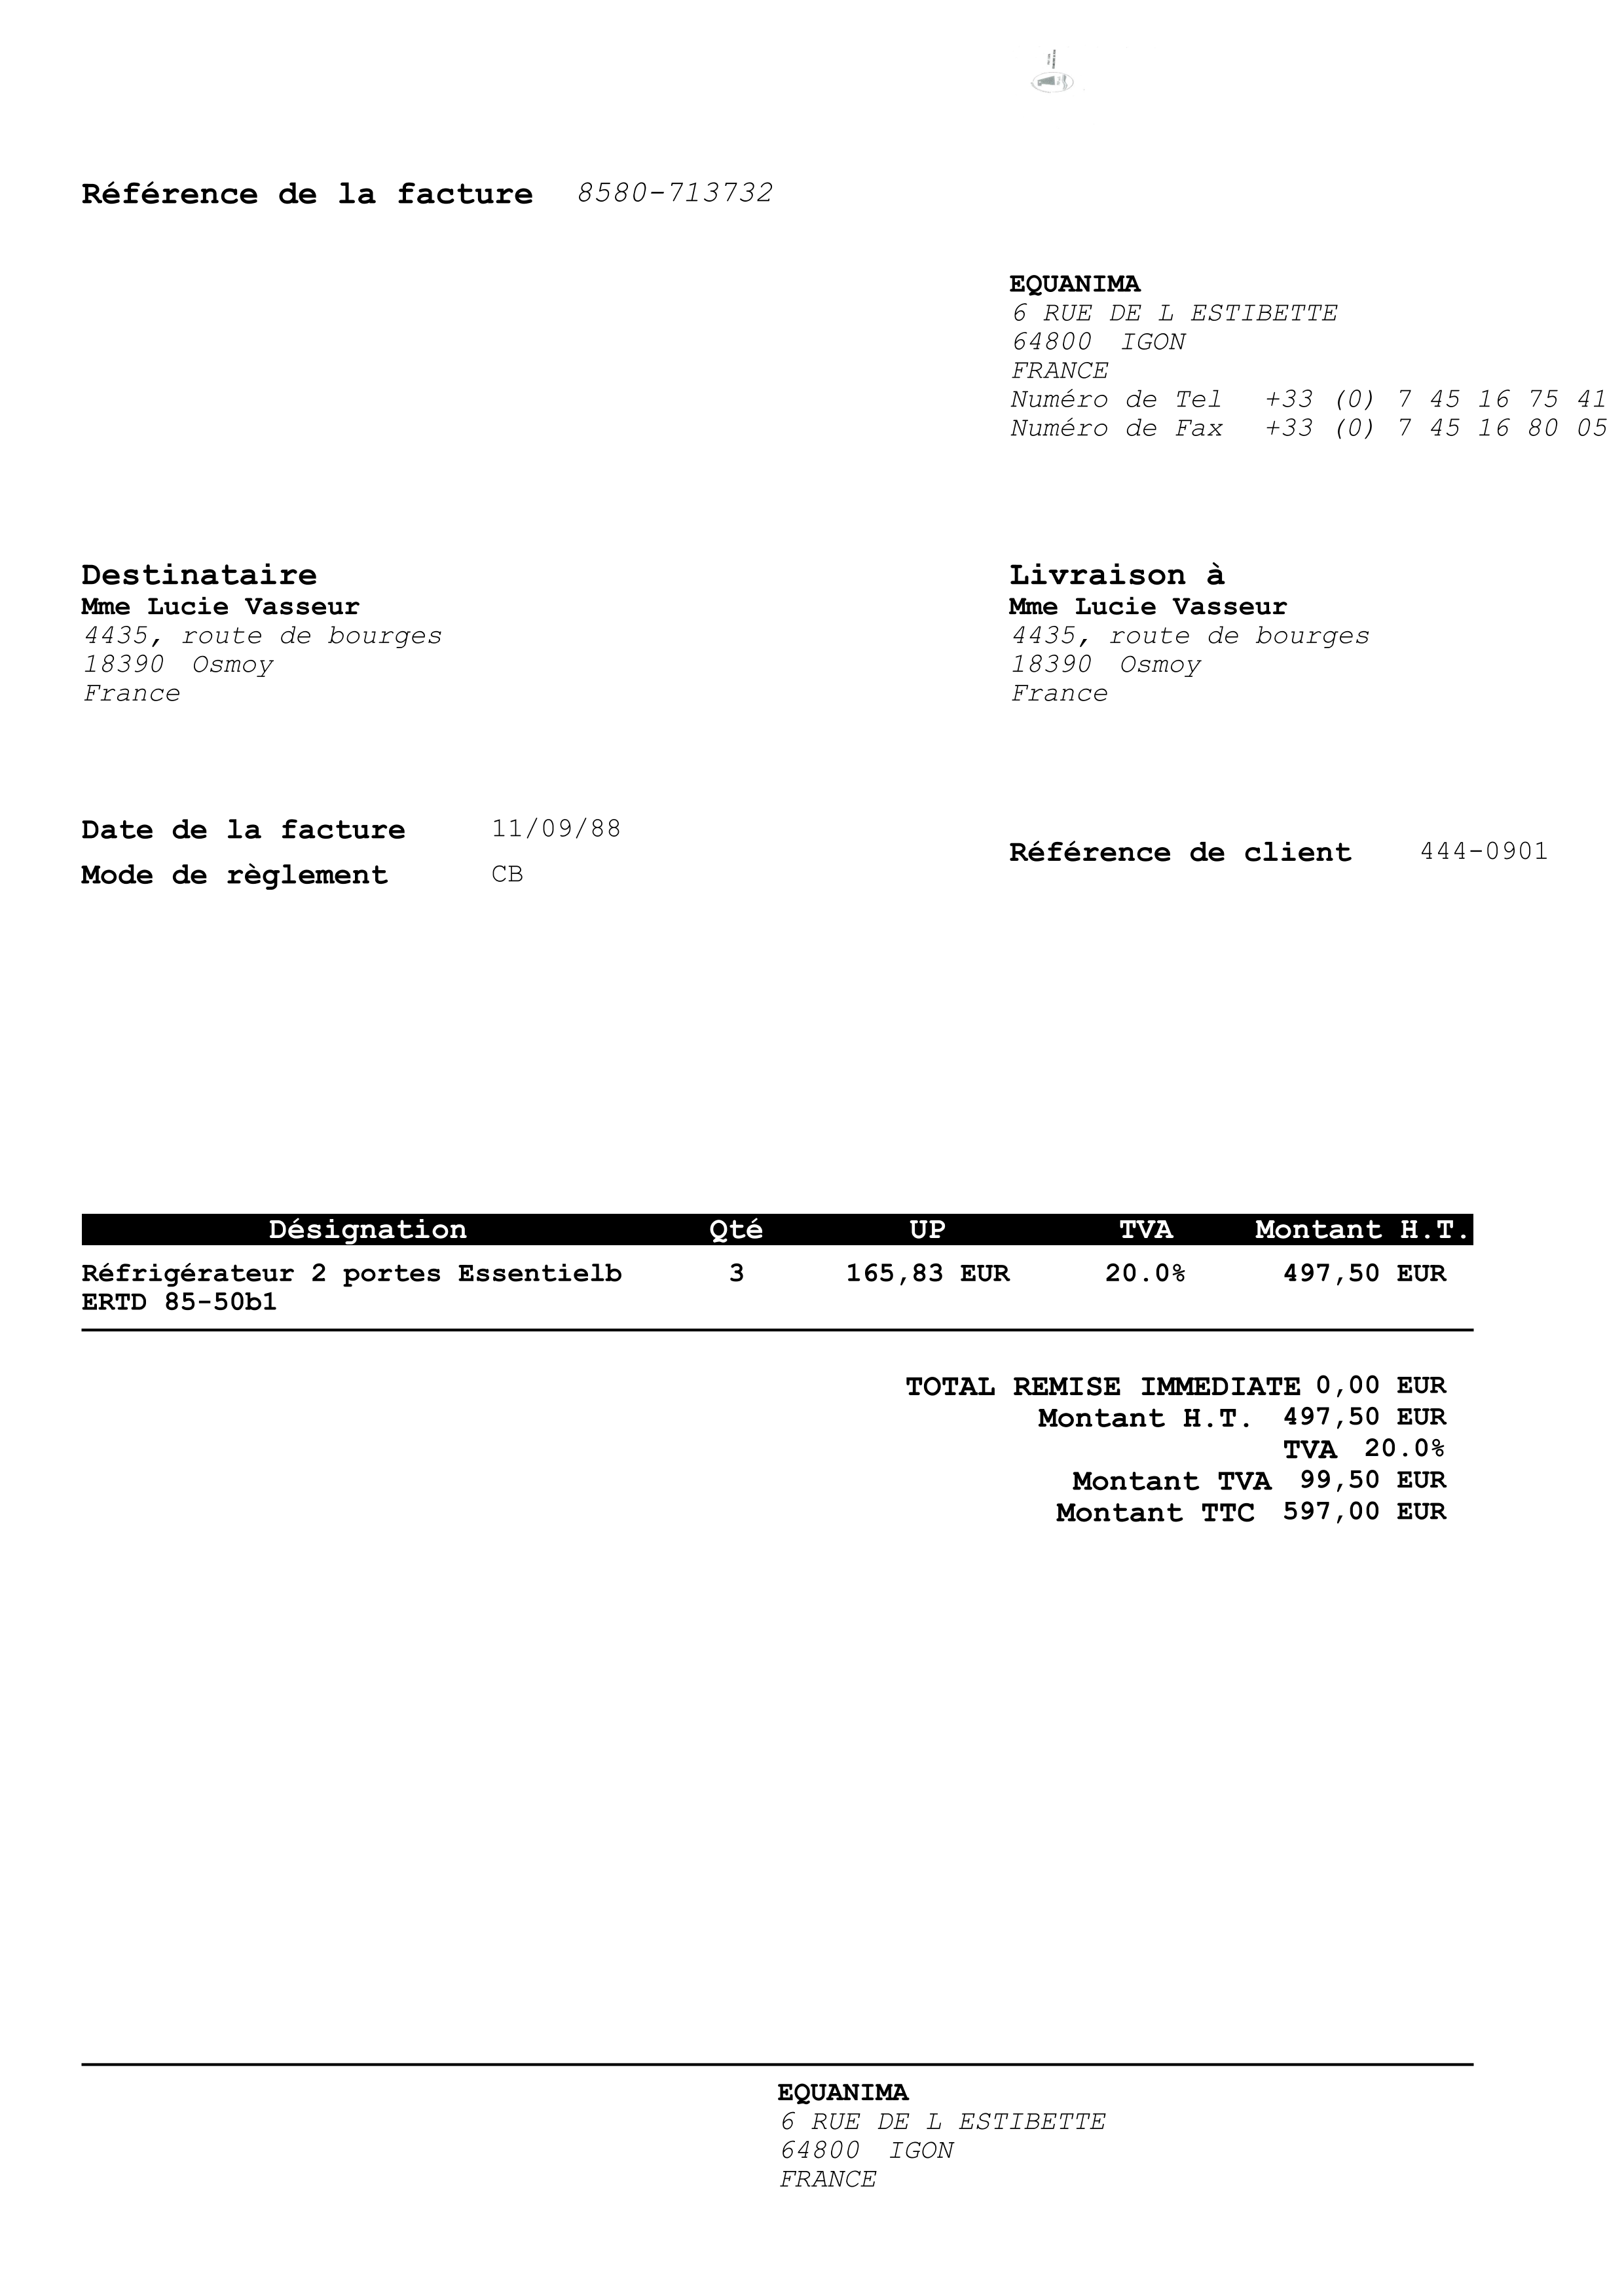 Référence de la facture 8580-713732
EQUANIMA
6 RUE DE L ESTIBETTE
64800 IGON
FRANCE
Numéro de Tel +33 (0) 7 45 16 75 41
Numéro de Fax +33 (0) 7 45 16 80 05
Destinataire
Mme Lucie Vasseur
4435, route de bourges
18390 Osmoy
France
Livraison à
Mme Lucie Vasseur
4435, route de bourges
18390 Osmoy
France
Date de la facture 11/09/88
Mode de règlement CB
Référence de client 444-0901
Désignation Qté UP TVA Montant H.T.
Réfrigérateur 2 portes Essentielb 3 165,83 EUR 20.0% 497,50 EUR
ERTD 85-50b1
TOTAL REMISE IMMEDIATE 0,00 EUR
Montant H.T. 497,50 EUR
TVA 20.0%
Montant TVA 99,50 EUR
Montant TTC 597,00 EUR
EQUANIMA
6 RUE DE L ESTIBETTE
64800 IGON
FRANCE